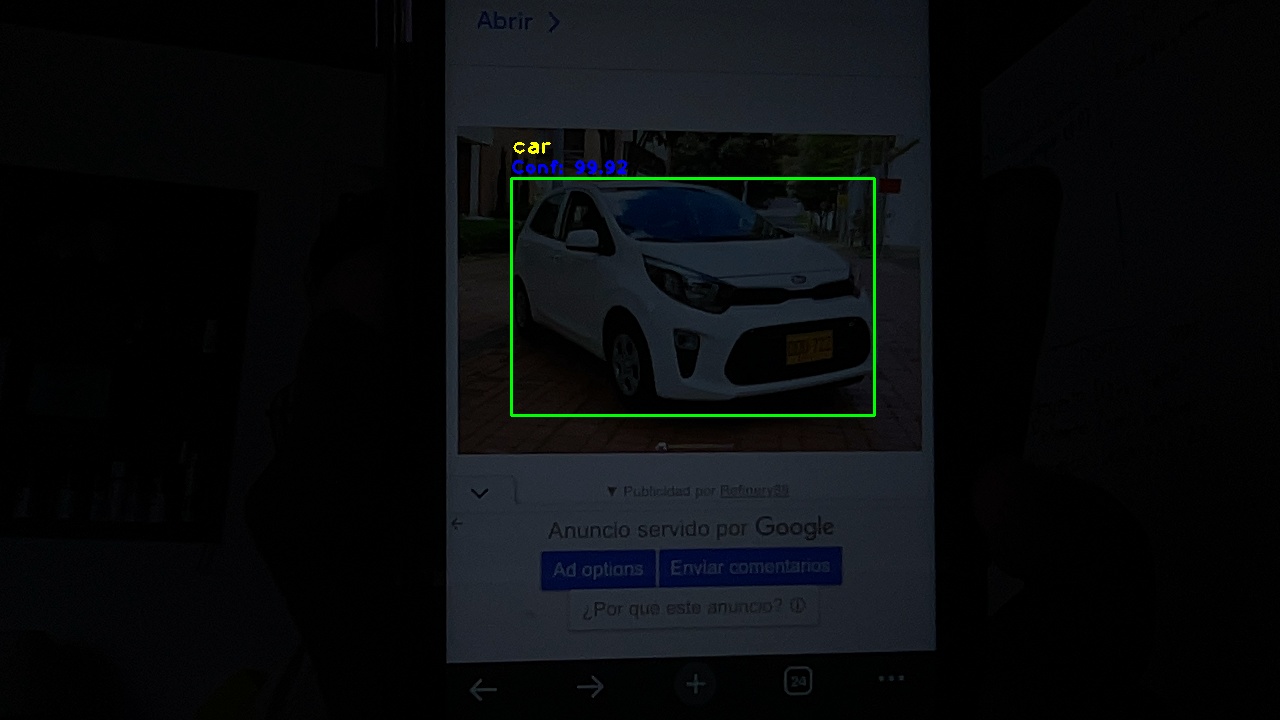 Abrir
car
Conf: 99.92
Publicidad por Refinery89
Anuncio servido por Google
Ad options
Enviar comentarios
¿Por qué este anuncio?
24